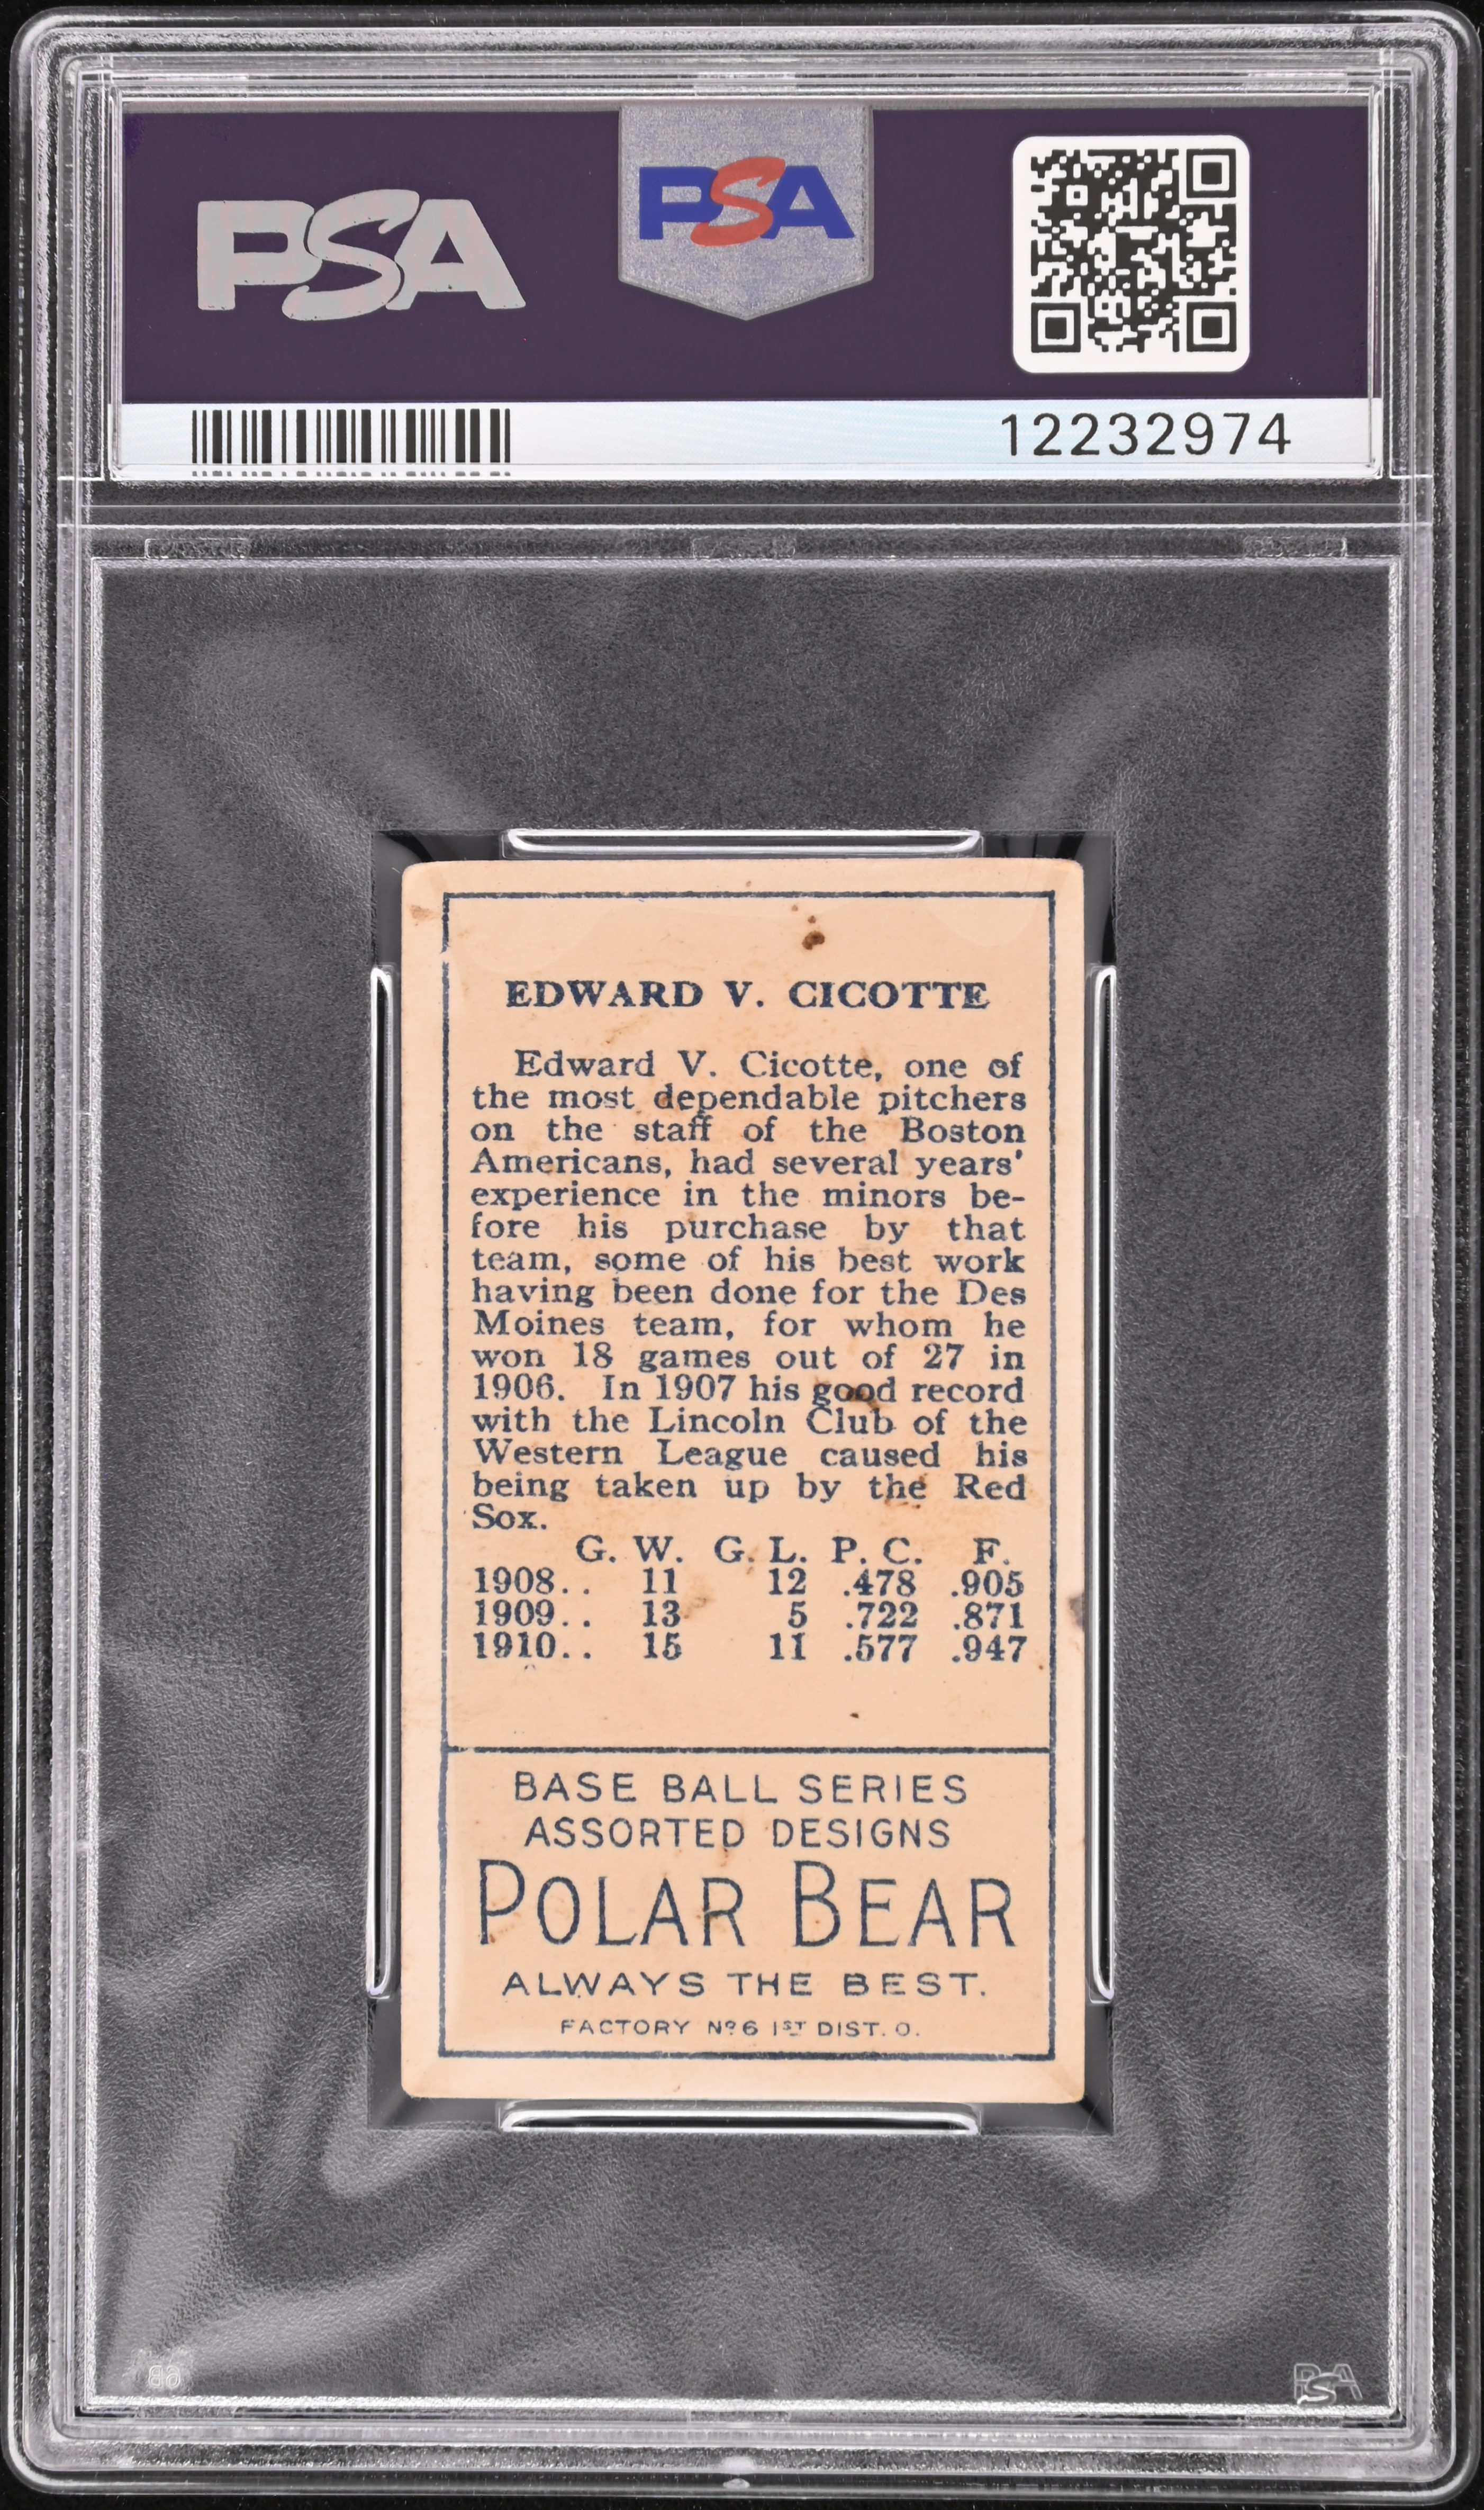 PSA
PSA
12232974
EDWARD V. CICOTTE
Edward V. Cicotte, one of
the most dependable pitchers
on the staff of the Boston
Americans, had several years'
experience in the minors be-
fore his purchase by that
team, some of his best work
having been done for the Des
Moines team, for whom he
won 18 games out of 27 in
1906. In 1907 his good record
with the Lincoln Club of the
Western League caused his
being taken up by the Red
Sox.
G. W. G. L. P. C. F.
1908.. 11 12 .478 .905
1909.. 13 5 .722 .871
1910.. 15 11 .577 .947
BASE BALL SERIES
ASSORTED DESIGNS
POLAR BEAR
ALWAYS THE BEST.
FACTORY Nº 6 1ST DIST. O.
PSA